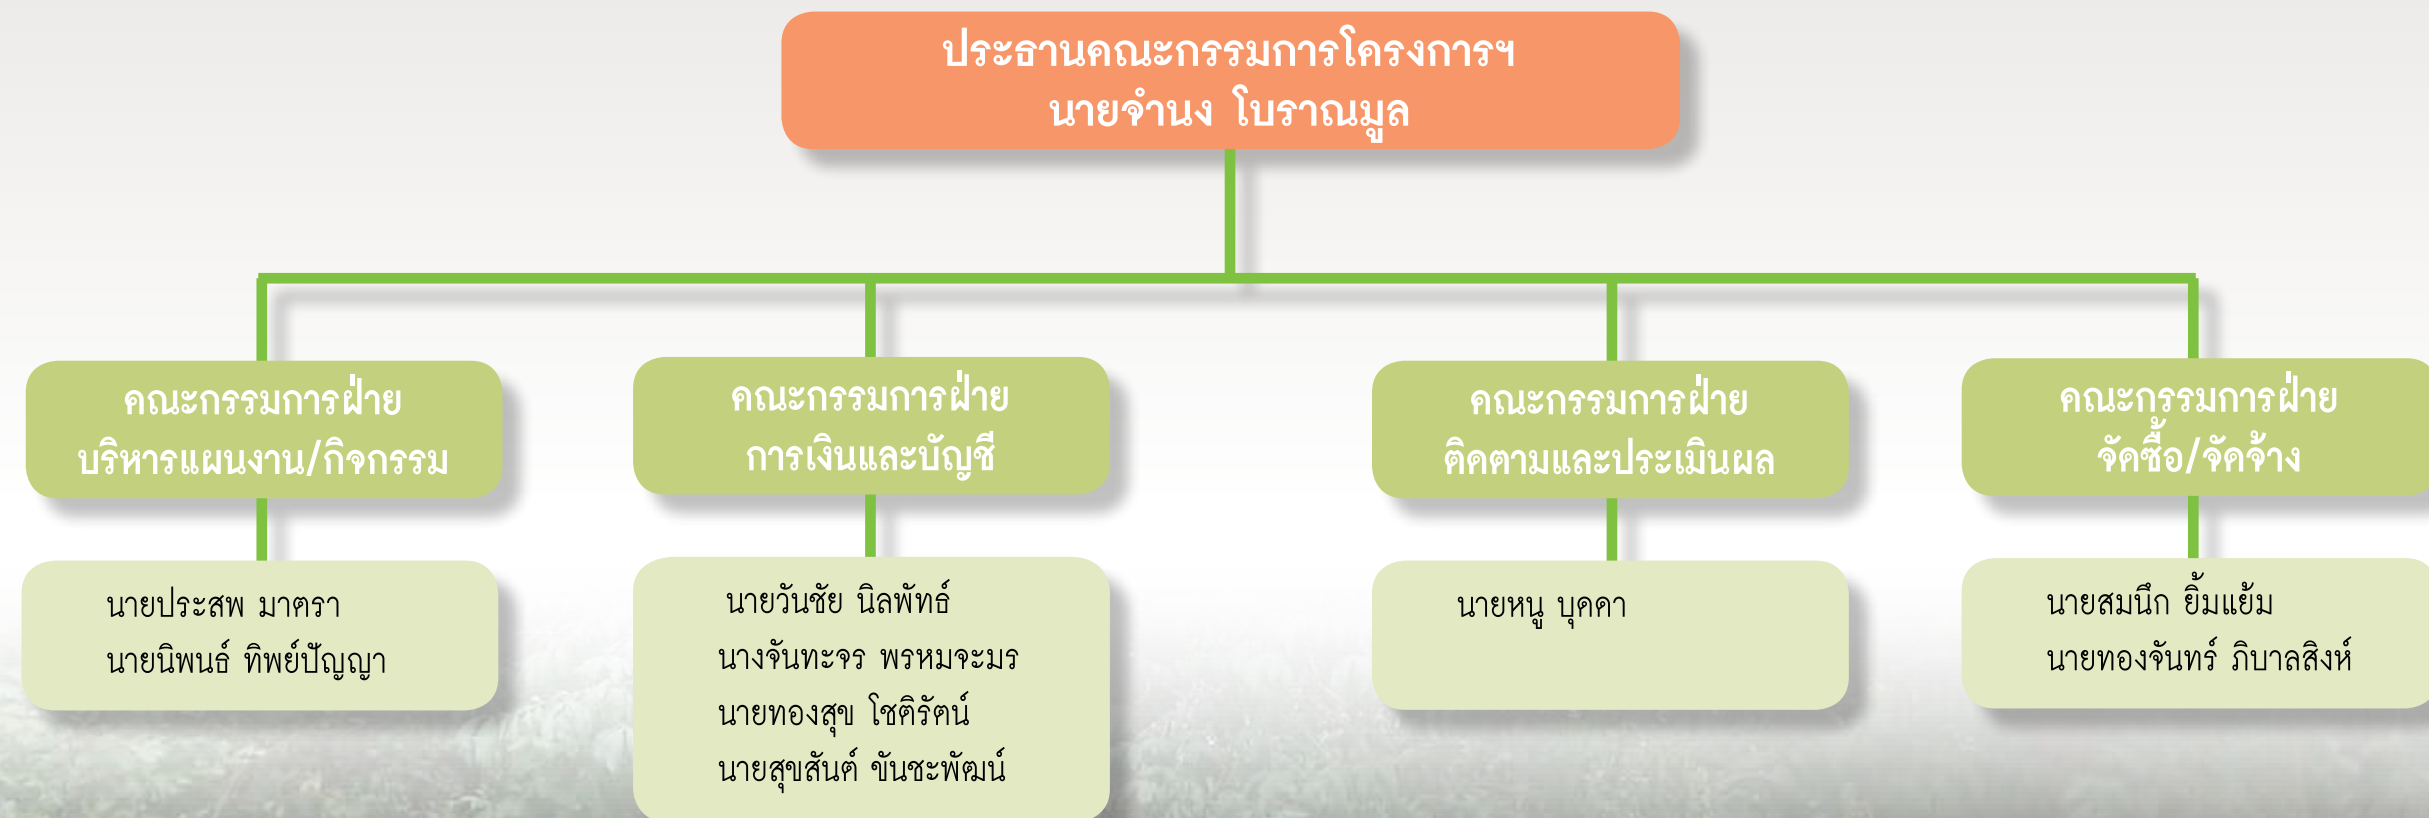 ประธานคณะกรรมการโครงการฯ
นายจำนง โบราณมูล
คณะกรรมการฝ่าย
บริหารแผนงาน/กิจกรรม
นายประสพ มาตรา
นายนิพนธ์ ทิพย์ปัญญา
คณะกรรมการฝ่าย
การเงินและบัญชี
นายวันชัย นิลพัทธ์
นางจันทะจร พรหมจะมร
นายทองสุข โชติรัตน์
นายสุขสันต์ ขันชะพัฒน์
คณะกรรมการฝ่าย
ติดตามและประเมินผล
นายหนู บุคดา
คณะกรรมการฝ่าย
จัดซื้อ/จัดจ้าง
นายสมนึก ยิ้มแย้ม
นายทองจันทร์ ภิบาลสิงห์